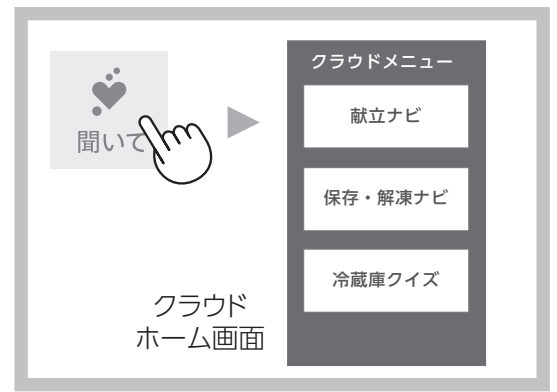 聞いて
クラウドメニュー
献立ナビ
保存・解凍ナビ
冷蔵庫クイズ
クラウド
ホーム画面